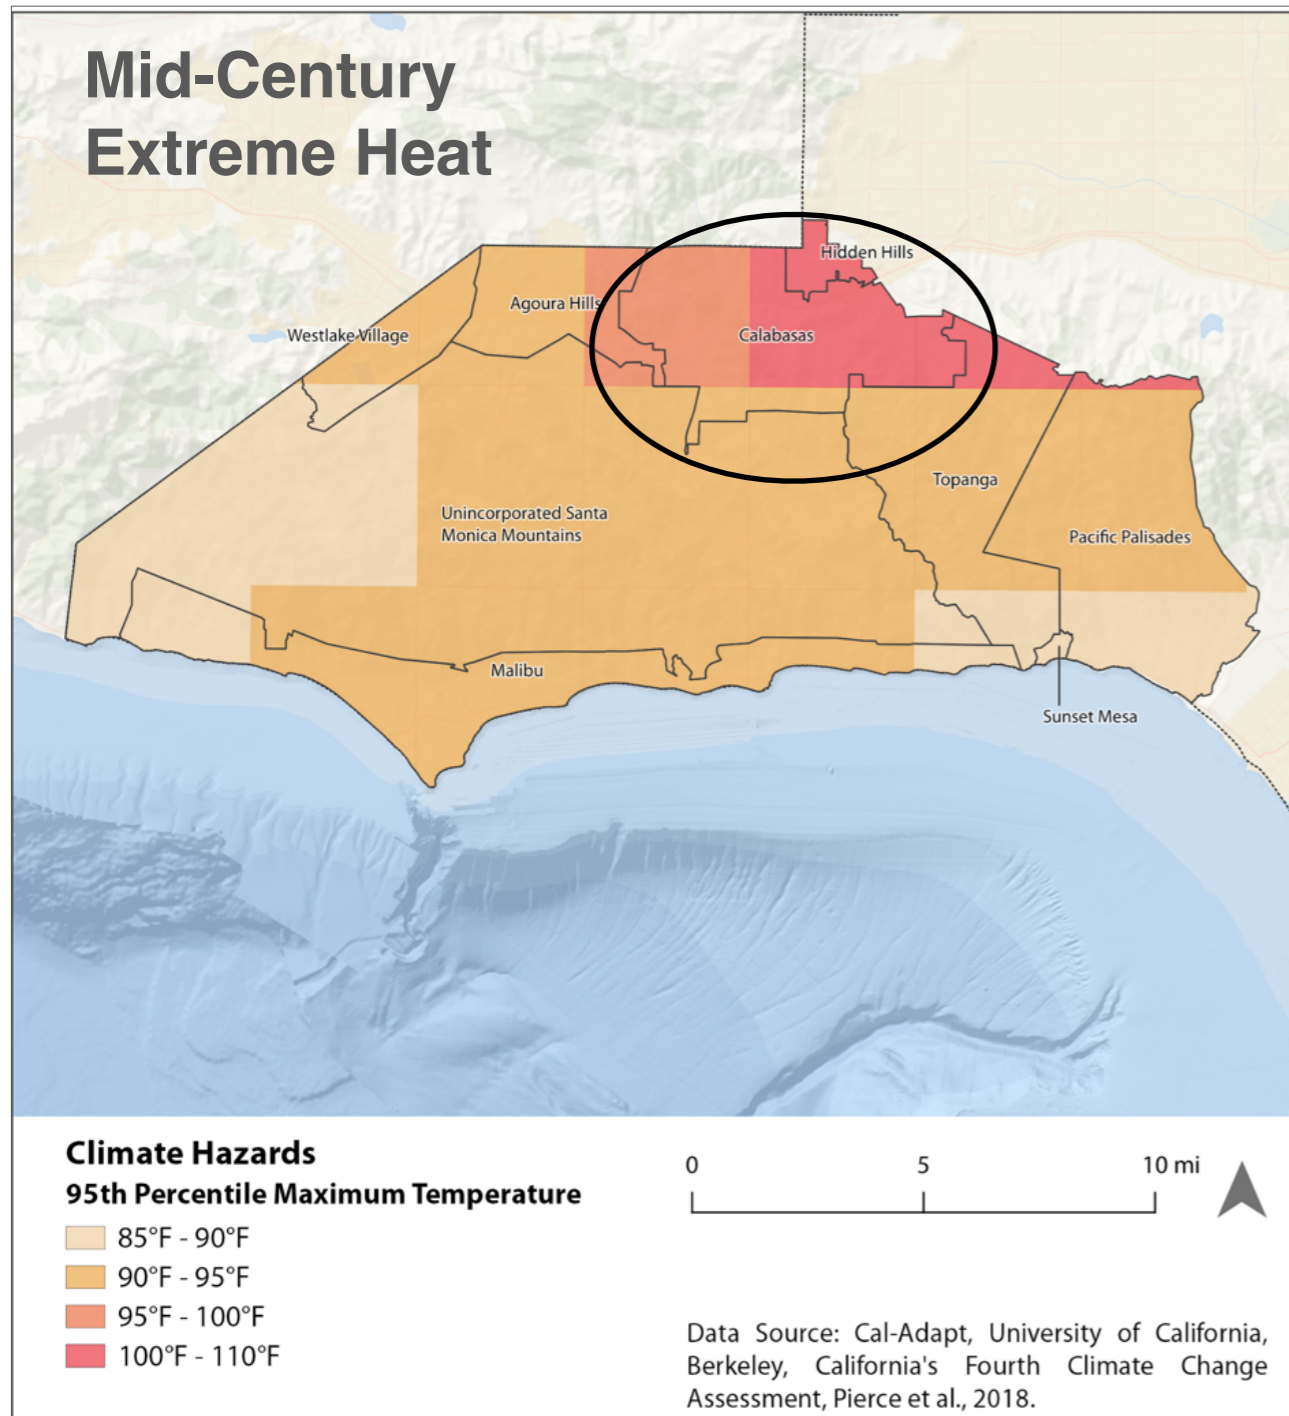 Mid-Century
Extreme Heat
Hidden Hills
Agoura Hills
Westlake Village
Calabasas
Topanga
Unincorporated Santa
Monica Mountains
Pacific Palisades
Malibu
Sunset Mesa
Climate Hazards
95th Percentile Maximum Temperature
85°F - 90°F
90°F - 95°F
95°F - 100°F
100°F - 110°F
0 5 10 mi
Data Source: Cal-Adapt, University of California,
Berkeley, California's Fourth Climate Change
Assessment, Pierce et al., 2018.